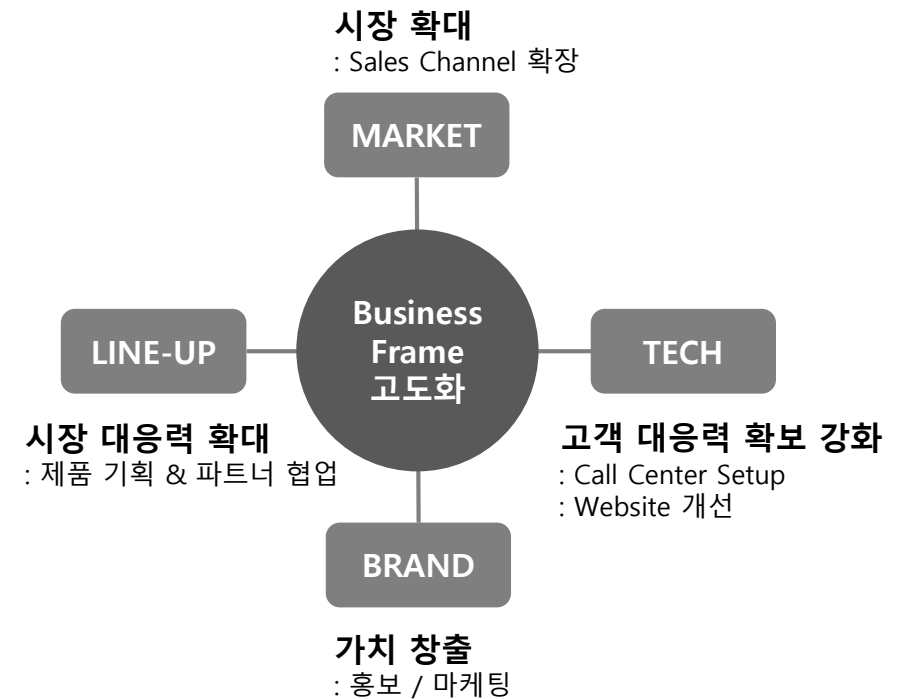 시장 확대
: Sales Channel 확장
MARKET
Business
Frame
고도화
LINE-UP
시장 대응력 확대
: 제품 기획 & 파트너 협업
TECH
고객 대응력 확보 강화
: Call Center Setup
: Website 개선
BRAND
가치 창출
: 홍보 / 마케팅